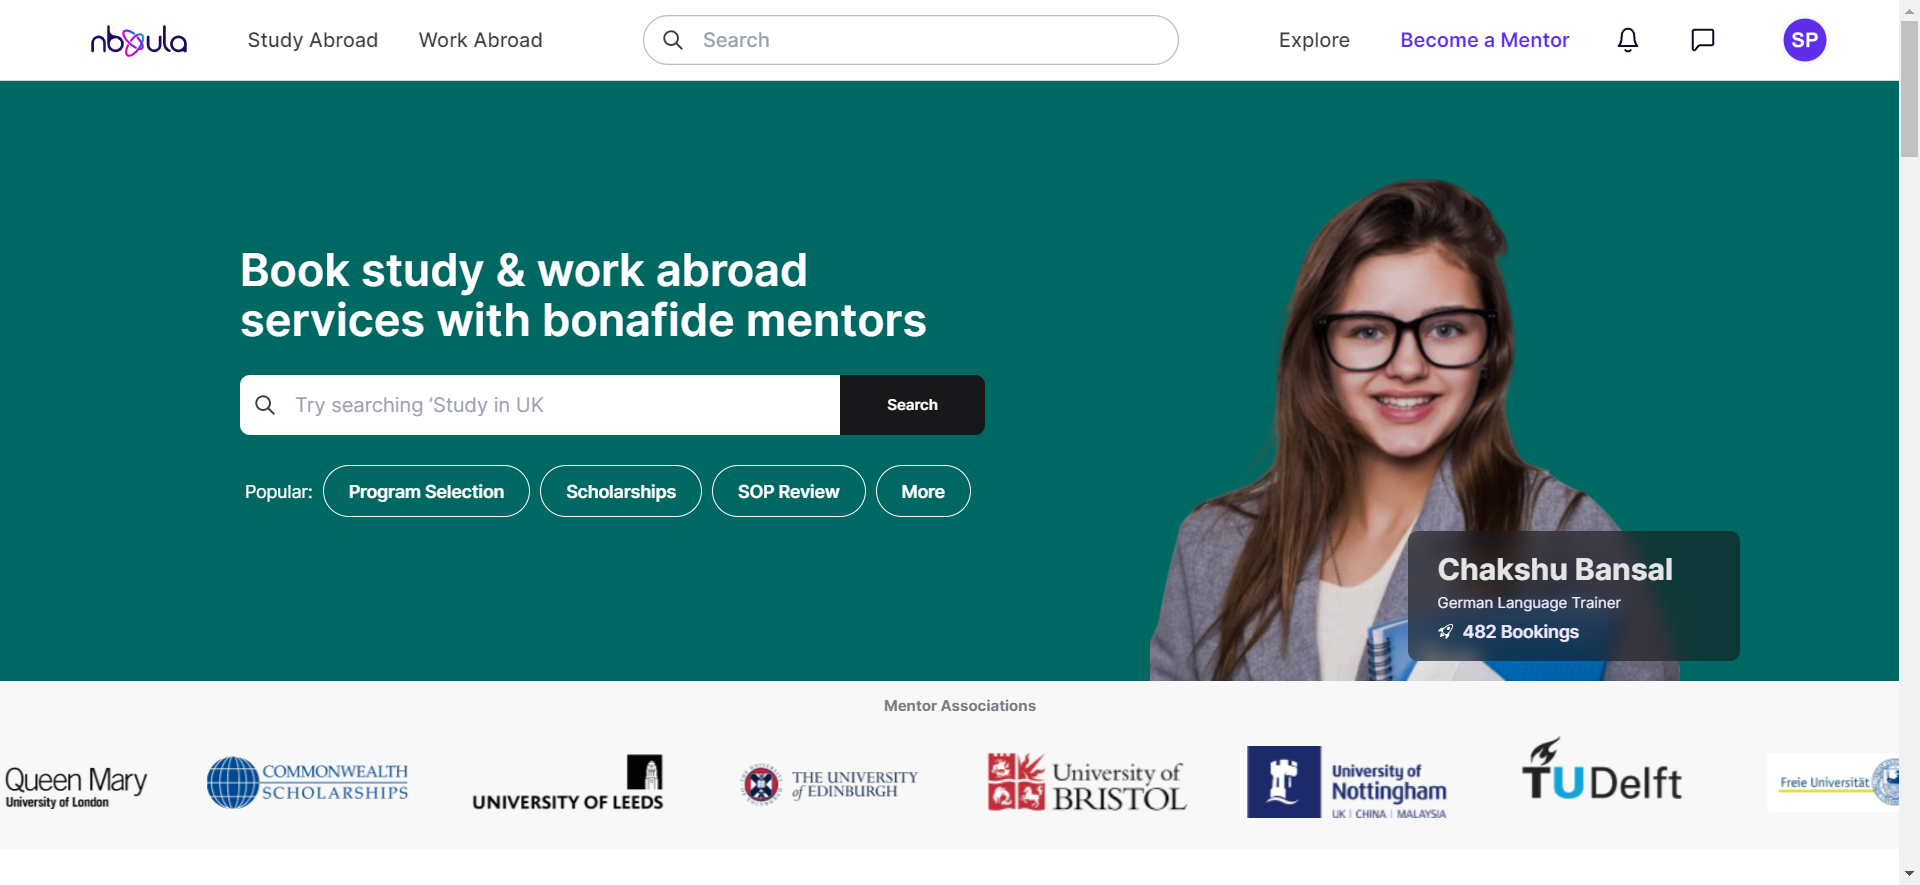 nbyula
Study Abroad
Work Abroad
Search
Explore
Become a Mentor
SP
Book study & work abroad
services with bonafide mentors
Try searching ‘Study in UK
Search
Popular:
Program Selection
Scholarships
SOP Review
More
Chakshu Bansal
German Language Trainer
482 Bookings
Mentor Associations
Queen Mary
University of London
COMMONWEALTH
SCHOLARSHIPS
UNIVERSITY OF LEEDS
THE UNIVERSITY
of EDINBURGH
University of
BRISTOL
University of
Nottingham
UK | CHINA | MALAYSIA
TUDelft
Freie Universität